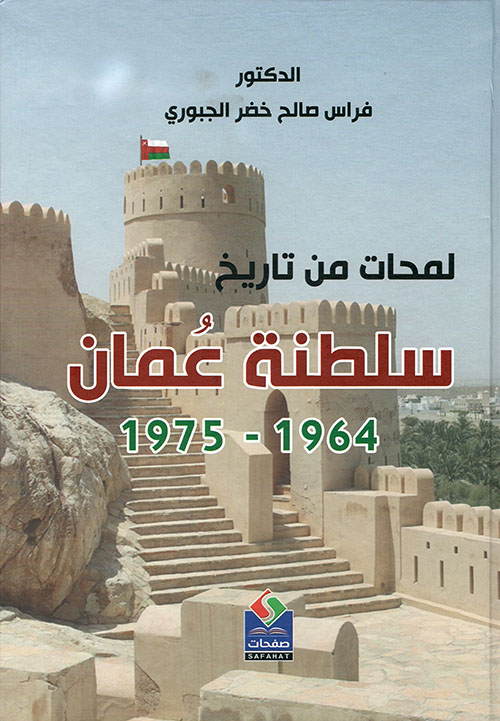 الدكتور
فراس صالح خضر الجبوري
لمحات من تاريخ
سلطنة عُمان
1964 - 1975
صفحات
SAFAHAT